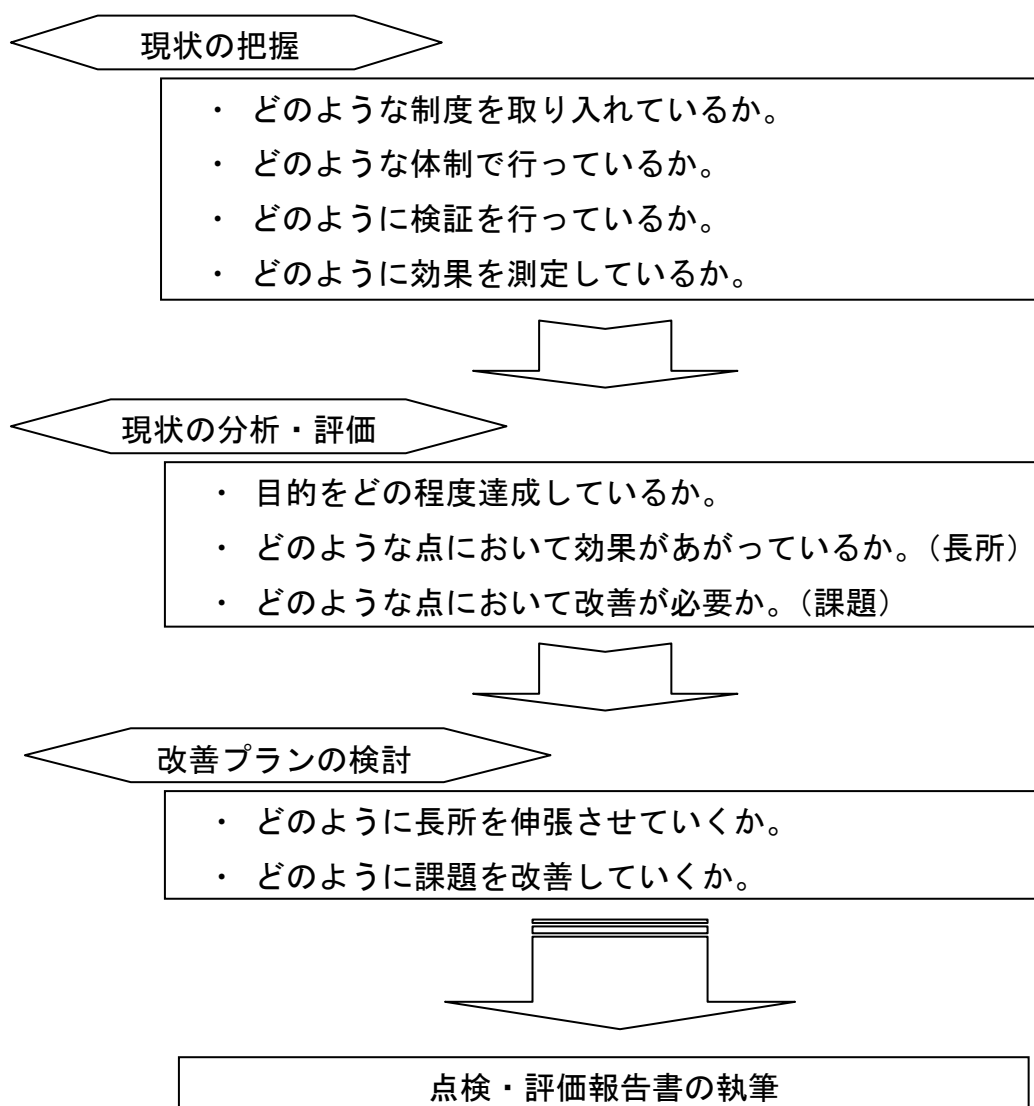 現状の把握
・ どのような制度を取り入れているか。
・ どのような体制で行っているか。
・ どのように検証を行っているか。
・ どのように効果を測定しているか。
現状の分析・評価
・ 目的をどの程度達成しているか。
・ どのような点において効果があがっているか。（長所）
・ どのような点において改善が必要か。（課題）
改善プランの検討
・ どのように長所を伸張させていくか。
・ どのように課題を改善していくか。
点検・評価報告書の執筆